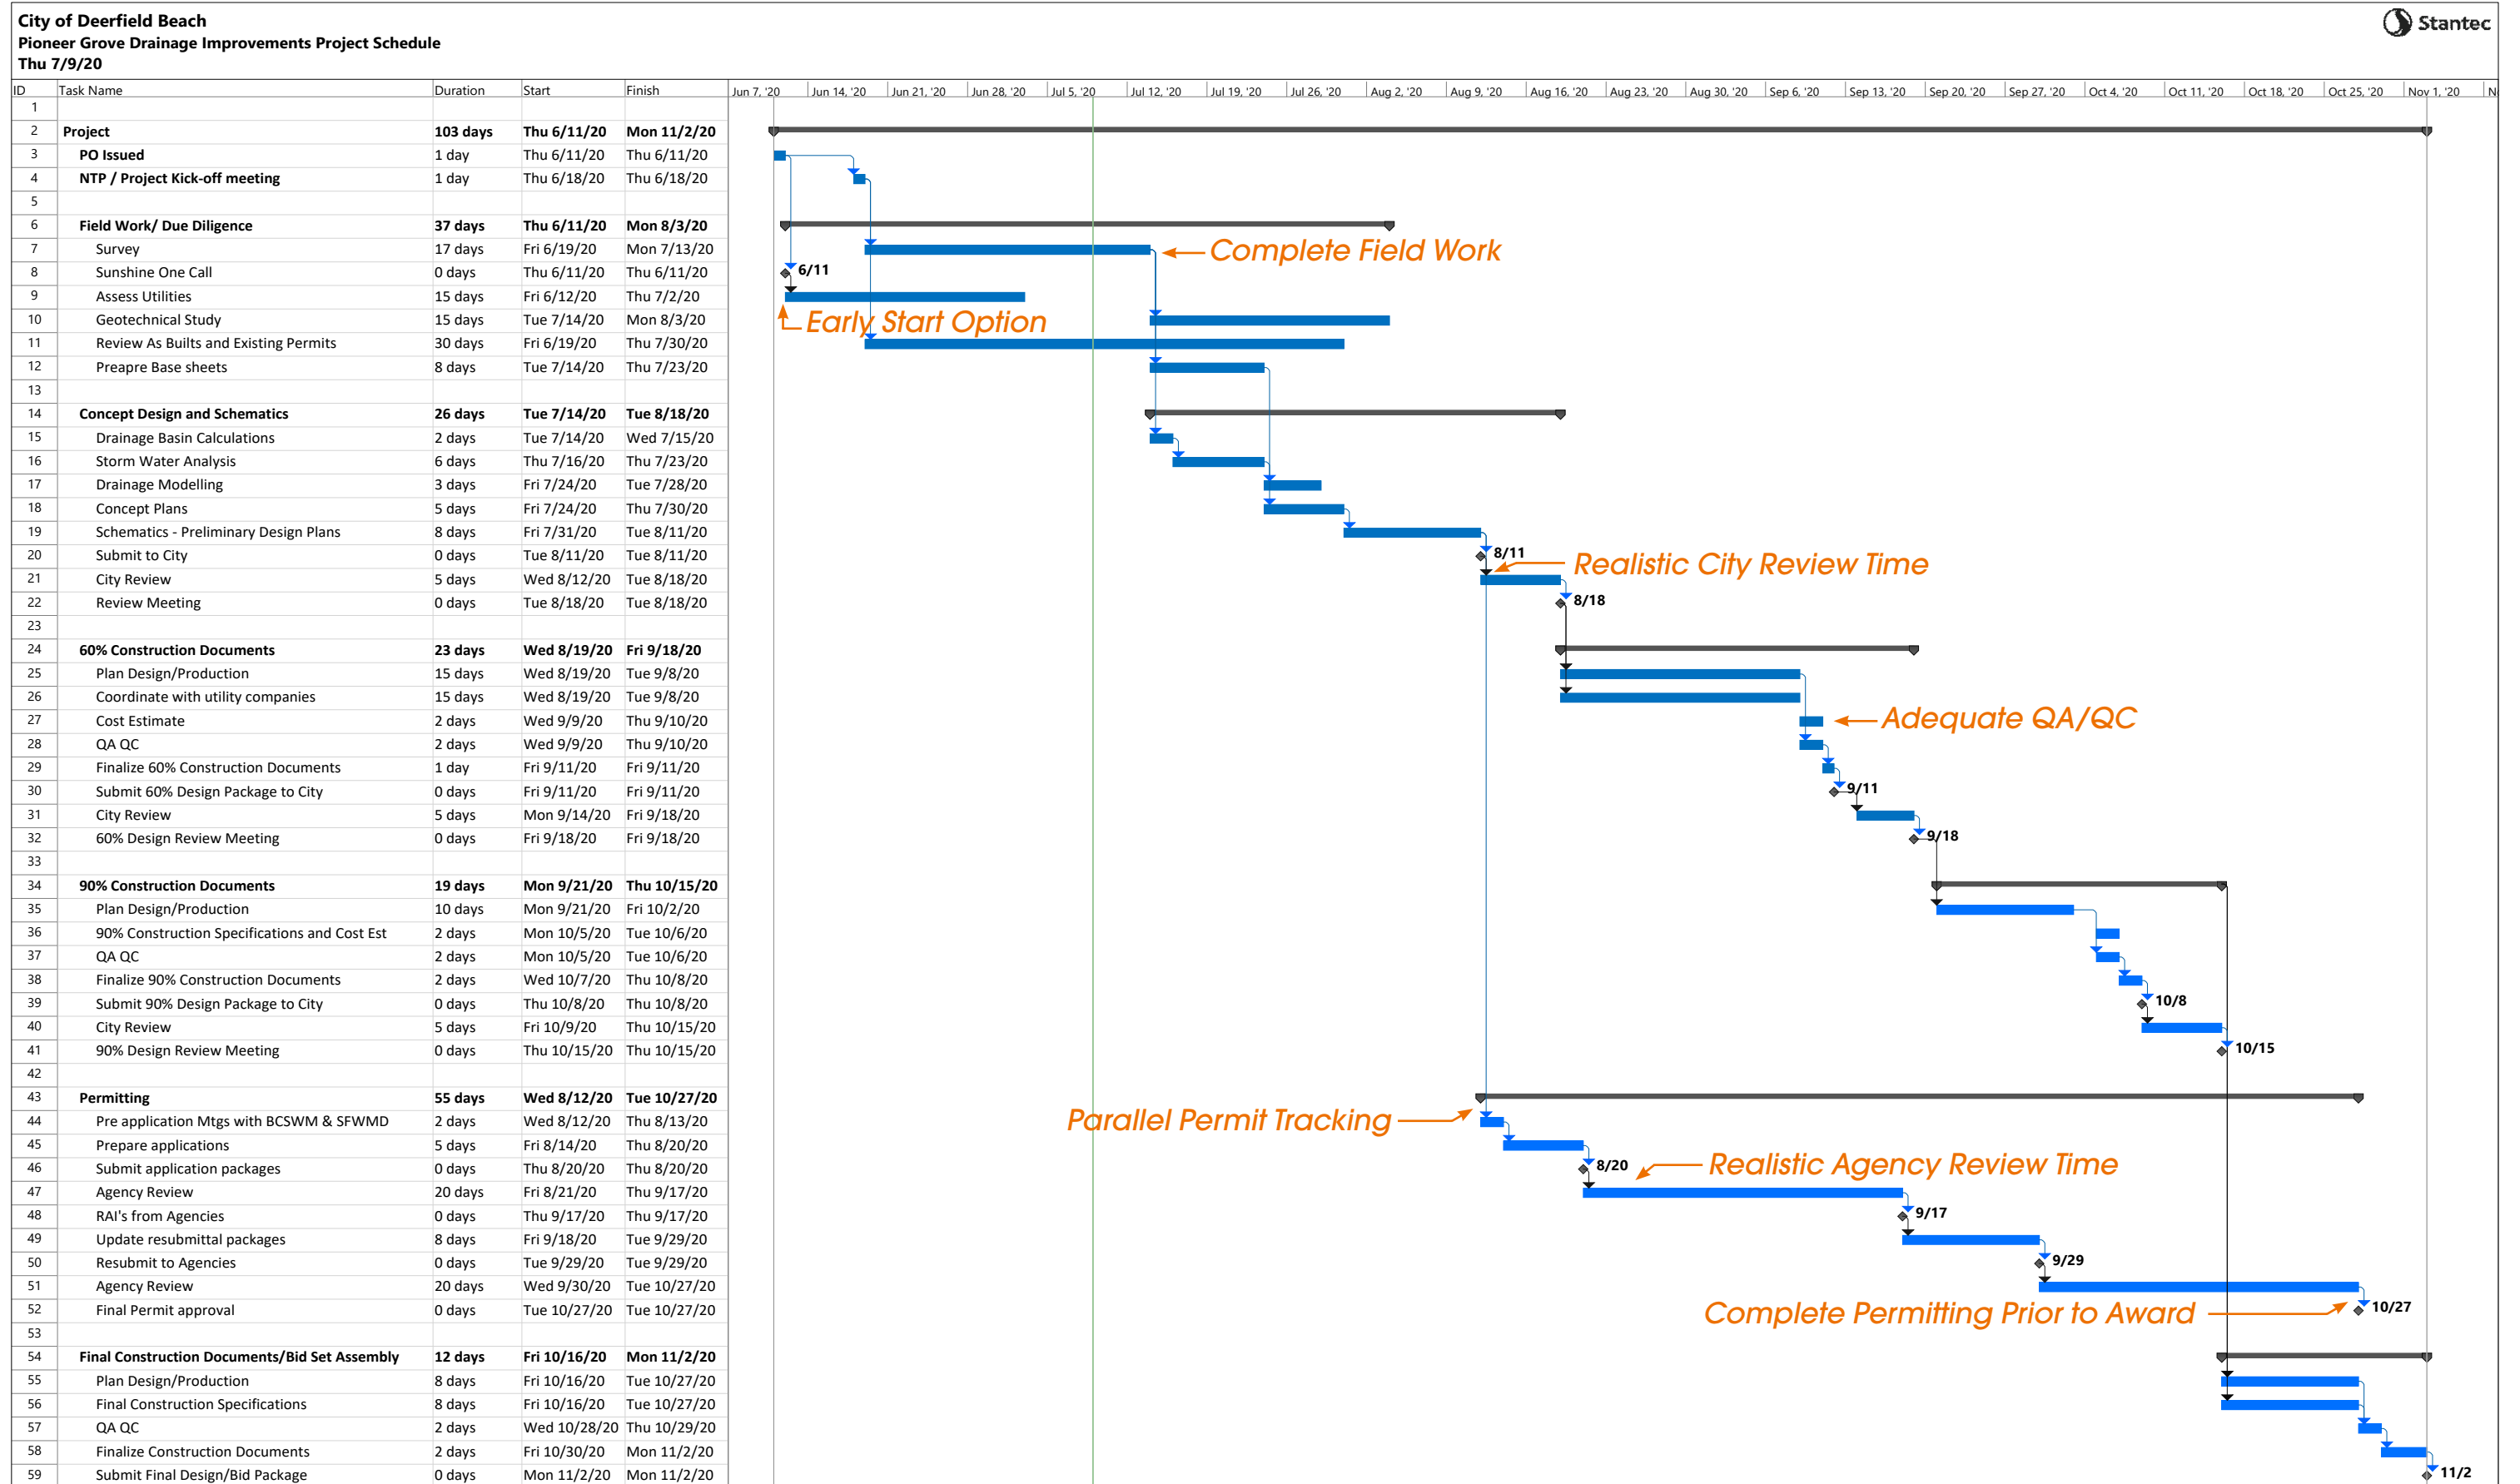 City of Deerfield Beach
Pioneer Grove Drainage Improvements Project Schedule
Thu 7/9/20
Stantec
ID Task Name Duration Start Finish Jun 7, '20 Jun 14, '20 Jun 21, '20 Jun 28, '20 Jul 5, '20 Jul 12, '20 Jul 19, '20 Jul 26, '20 Aug 2, '20 Aug 9, '20 Aug 16, '20 Aug 23, '20 Aug 30, '20 Sep 6, '20 Sep 13, '20 Sep 20, '20 Sep 27, '20 Oct 4, '20 Oct 11, '20 Oct 18, '20 Oct 25, '20 Nov 1, '20
1
2 Project 103 days Thu 6/11/20 Mon 11/2/20
3 PO Issued 1 day Thu 6/11/20 Thu 6/11/20
4 NTP / Project Kick-off meeting 1 day Thu 6/18/20 Thu 6/18/20
5
6 Field Work/ Due Diligence 37 days Thu 6/11/20 Mon 8/3/20
7 Survey 17 days Fri 6/19/20 Mon 7/13/20 Complete Field Work
8 Sunshine One Call 0 days Thu 6/11/20 Thu 6/11/20 6/11
9 Assess Utilities 15 days Fri 6/12/20 Thu 7/2/20
10 Geotechnical Study 15 days Tue 7/14/20 Mon 8/3/20 Early Start Option
11 Review As Builts and Existing Permits 30 days Fri 6/19/20 Thu 7/30/20
12 Preapre Base sheets 8 days Tue 7/14/20 Thu 7/23/20
13
14 Concept Design and Schematics 26 days Tue 7/14/20 Tue 8/18/20
15 Drainage Basin Calculations 2 days Tue 7/14/20 Wed 7/15/20
16 Storm Water Analysis 6 days Thu 7/16/20 Thu 7/23/20
17 Drainage Modelling 3 days Fri 7/24/20 Tue 7/28/20
18 Concept Plans 5 days Fri 7/24/20 Thu 7/30/20
19 Schematics - Preliminary Design Plans 8 days Fri 7/31/20 Tue 8/11/20
20 Submit to City 0 days Tue 8/11/20 Tue 8/11/20 8/11 Realistic City Review Time
21 City Review 5 days Wed 8/12/20 Tue 8/18/20
22 Review Meeting 0 days Tue 8/18/20 Tue 8/18/20 8/18
23
24 60% Construction Documents 23 days Wed 8/19/20 Fri 9/18/20
25 Plan Design/Production 15 days Wed 8/19/20 Tue 9/8/20
26 Coordinate with utility companies 15 days Wed 8/19/20 Tue 9/8/20
27 Cost Estimate 2 days Wed 9/9/20 Thu 9/10/20 Adequate QA/QC
28 QA QC 2 days Wed 9/9/20 Thu 9/10/20
29 Finalize 60% Construction Documents 1 day Fri 9/11/20 Fri 9/11/20
30 Submit 60% Design Package to City 0 days Fri 9/11/20 Fri 9/11/20 9/11
31 City Review 5 days Mon 9/14/20 Fri 9/18/20
32 60% Design Review Meeting 0 days Fri 9/18/20 Fri 9/18/20 9/18
33
34 90% Construction Documents 19 days Mon 9/21/20 Thu 10/15/20
35 Plan Design/Production 10 days Mon 9/21/20 Fri 10/2/20
36 90% Construction Specifications and Cost Est 2 days Mon 10/5/20 Tue 10/6/20
37 QA QC 2 days Mon 10/5/20 Tue 10/6/20
38 Finalize 90% Construction Documents 2 days Wed 10/7/20 Thu 10/8/20
39 Submit 90% Design Package to City 0 days Thu 10/8/20 Thu 10/8/20 10/8
40 City Review 5 days Fri 10/9/20 Thu 10/15/20
41 90% Design Review Meeting 0 days Thu 10/15/20 Thu 10/15/20 10/15
42
43 Permitting 55 days Wed 8/12/20 Tue 10/27/20
44 Pre application Mtgs with BCSWM & SFWMD 2 days Wed 8/12/20 Thu 8/13/20 Parallel Permit Tracking
45 Prepare applications 5 days Fri 8/14/20 Thu 8/20/20
46 Submit application packages 0 days Thu 8/20/20 Thu 8/20/20 8/20 Realistic Agency Review Time
47 Agency Review 20 days Fri 8/21/20 Thu 9/17/20
48 RAI's from Agencies 0 days Thu 9/17/20 Thu 9/17/20 9/17
49 Update resubmittal packages 8 days Fri 9/18/20 Tue 9/29/20
50 Resubmit to Agencies 0 days Tue 9/29/20 Tue 9/29/20 9/29
51 Agency Review 20 days Wed 9/30/20 Tue 10/27/20
52 Final Permit approval 0 days Tue 10/27/20 Tue 10/27/20 Complete Permitting Prior to Award 10/27
53
54 Final Construction Documents/Bid Set Assembly 12 days Fri 10/16/20 Mon 11/2/20
55 Plan Design/Production 8 days Fri 10/16/20 Tue 10/27/20
56 Final Construction Specifications 8 days Fri 10/16/20 Tue 10/27/20
57 QA QC 2 days Wed 10/28/20 Thu 10/29/20
58 Finalize Construction Documents 2 days Fri 10/30/20 Mon 11/2/20
59 Submit Final Design/Bid Package 0 days Mon 11/2/20 Mon 11/2/20 11/2